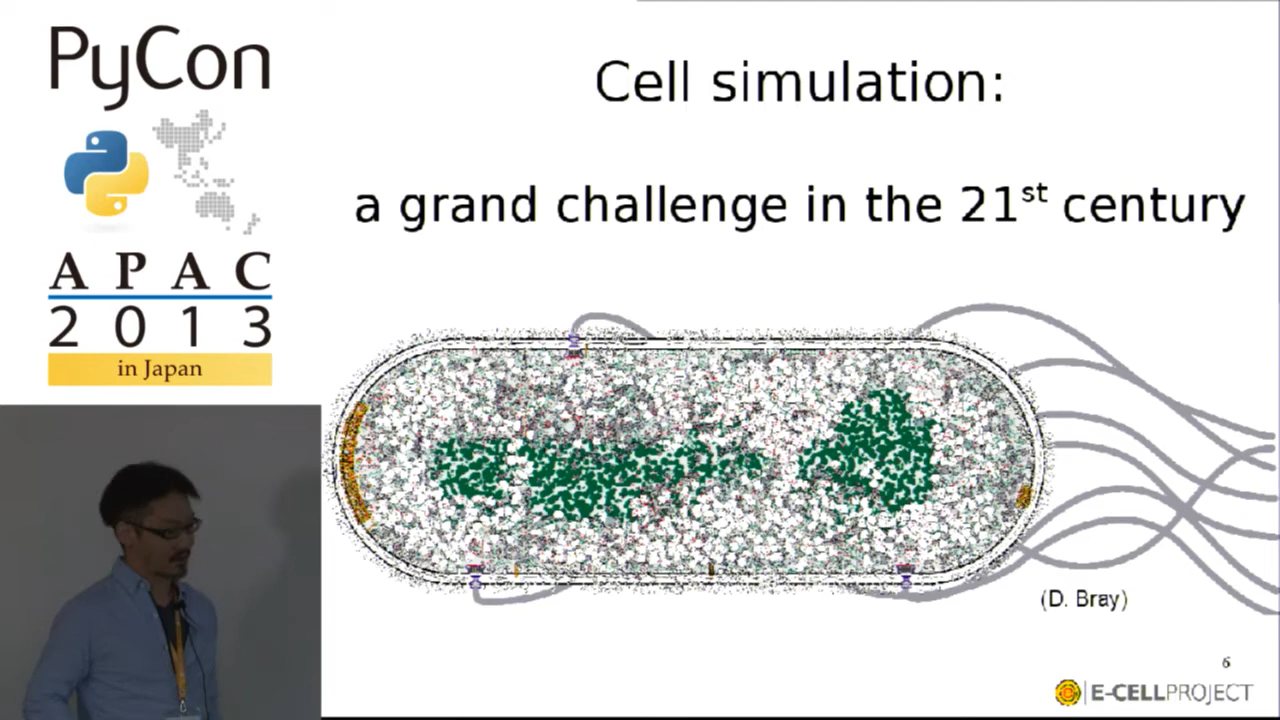 PyCon
APAC
2013
in Japan
Cell simulation:
a grand challenge in the 21st century
(D. Bray)
6
E-CELLPROJECT